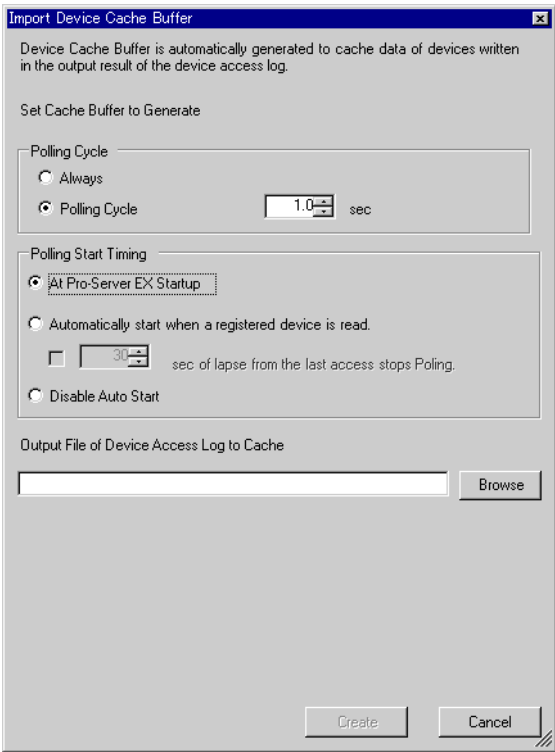 Import Device Cache Buffer
Device Cache Buffer is automatically generated to cache data of devices written
in the output result of the device access log.
Set Cache Buffer to Generate
Polling Cycle
Always
Polling Cycle 1.0 sec
Polling Start Timing
At Pro-Server EX Startup
Automatically start when a registered device is read.
30 sec of lapse from the last access stops Poling.
Disable Auto Start
Output File of Device Access Log to Cache
Browse
Create Cancel